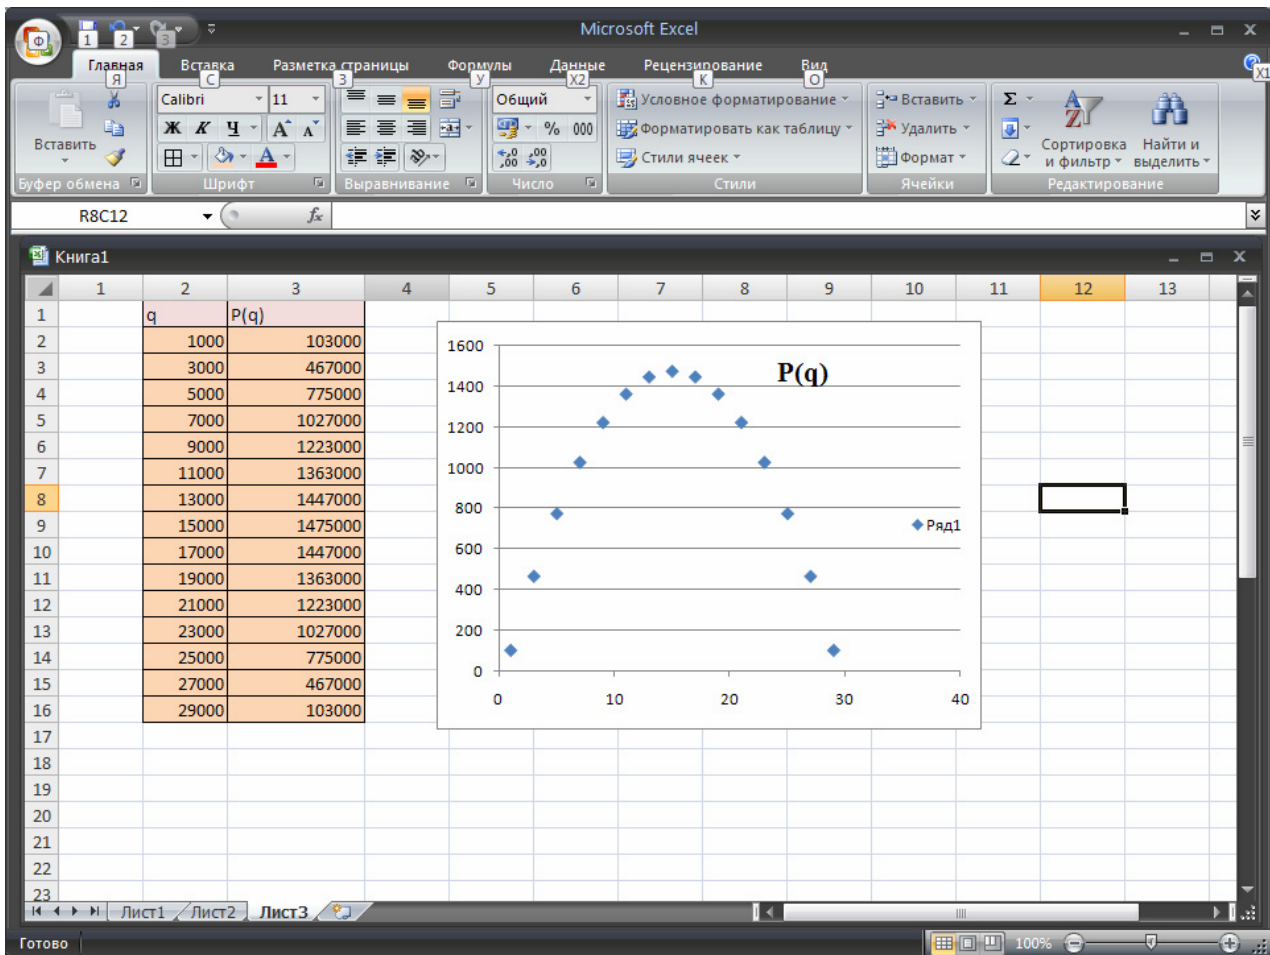 Microsoft Excel
Ф 1 2 3
Главная Вставка Разметка страницы Формулы Данные Рецензирование Вид
Я С З У Х2 К О Х1
Calibri 11 Общий Условное форматирование Вставить Σ
Вставить Ж К Ч A A % 000 Форматировать как таблицу Удалить Сортировка и фильтр Найти и выделить
A ,0 ,00 ,00 ,0 Стили ячеек Формат
Буфер обмена Шрифт Выравнивание Число Стили Ячейки Редактирование
R8C12 fx
Книга1
1 2 3 4 5 6 7 8 9 10 11 12 13
1 q P(q)
2 1000 103000
3 3000 467000
4 5000 775000
5 7000 1027000
6 9000 1223000
7 11000 1363000
8 13000 1447000
9 15000 1475000
10 17000 1447000
11 19000 1363000
12 21000 1223000
13 23000 1027000
14 25000 775000
15 27000 467000
16 29000 103000
17
18
19
20
21
22
23
P(q)
1600
1400
1200
1000
800
600
400
200
0
0 10 20 30 40
Ряд1
Лист1 Лист2 Лист3
Готово 100%